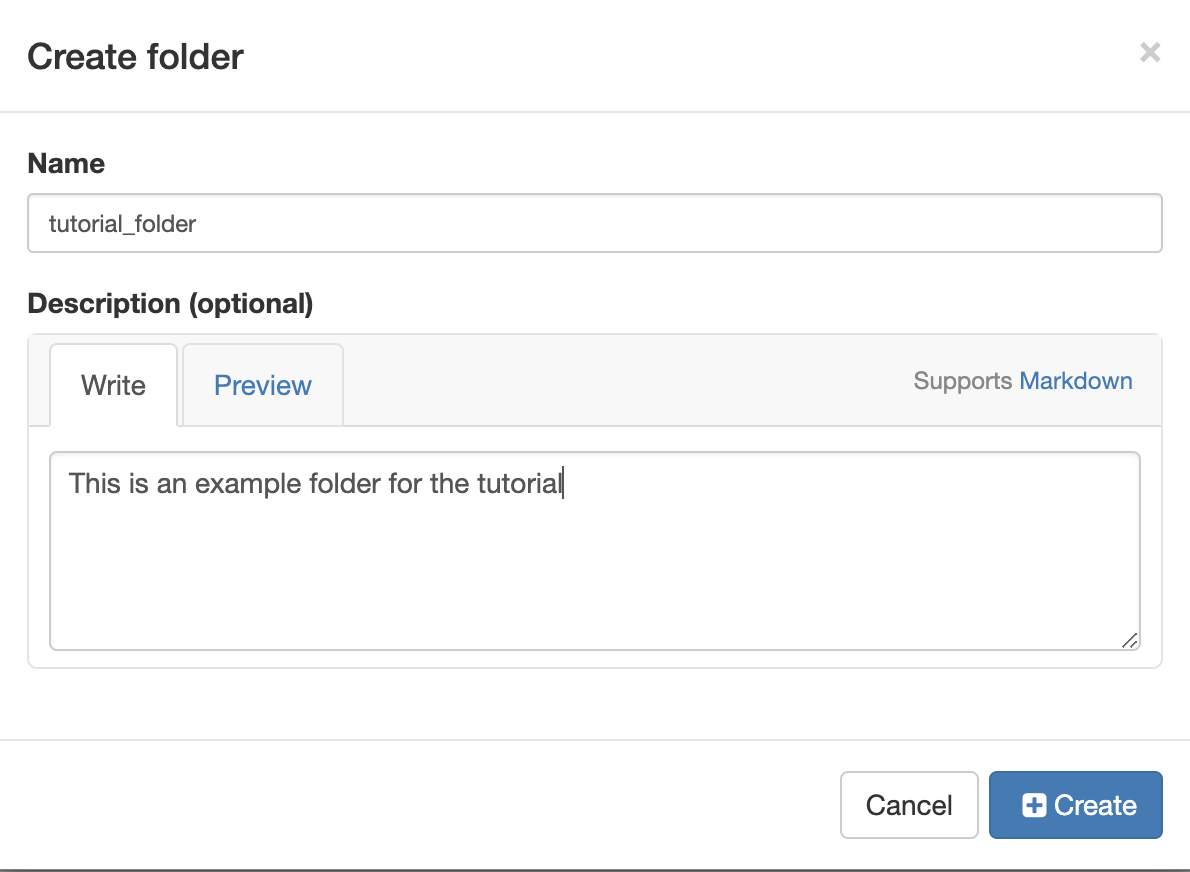 Create folder
Name
tutorial_folder
Description (optional)
Write Preview Supports Markdown
This is an example folder for the tutorial
Cancel Create